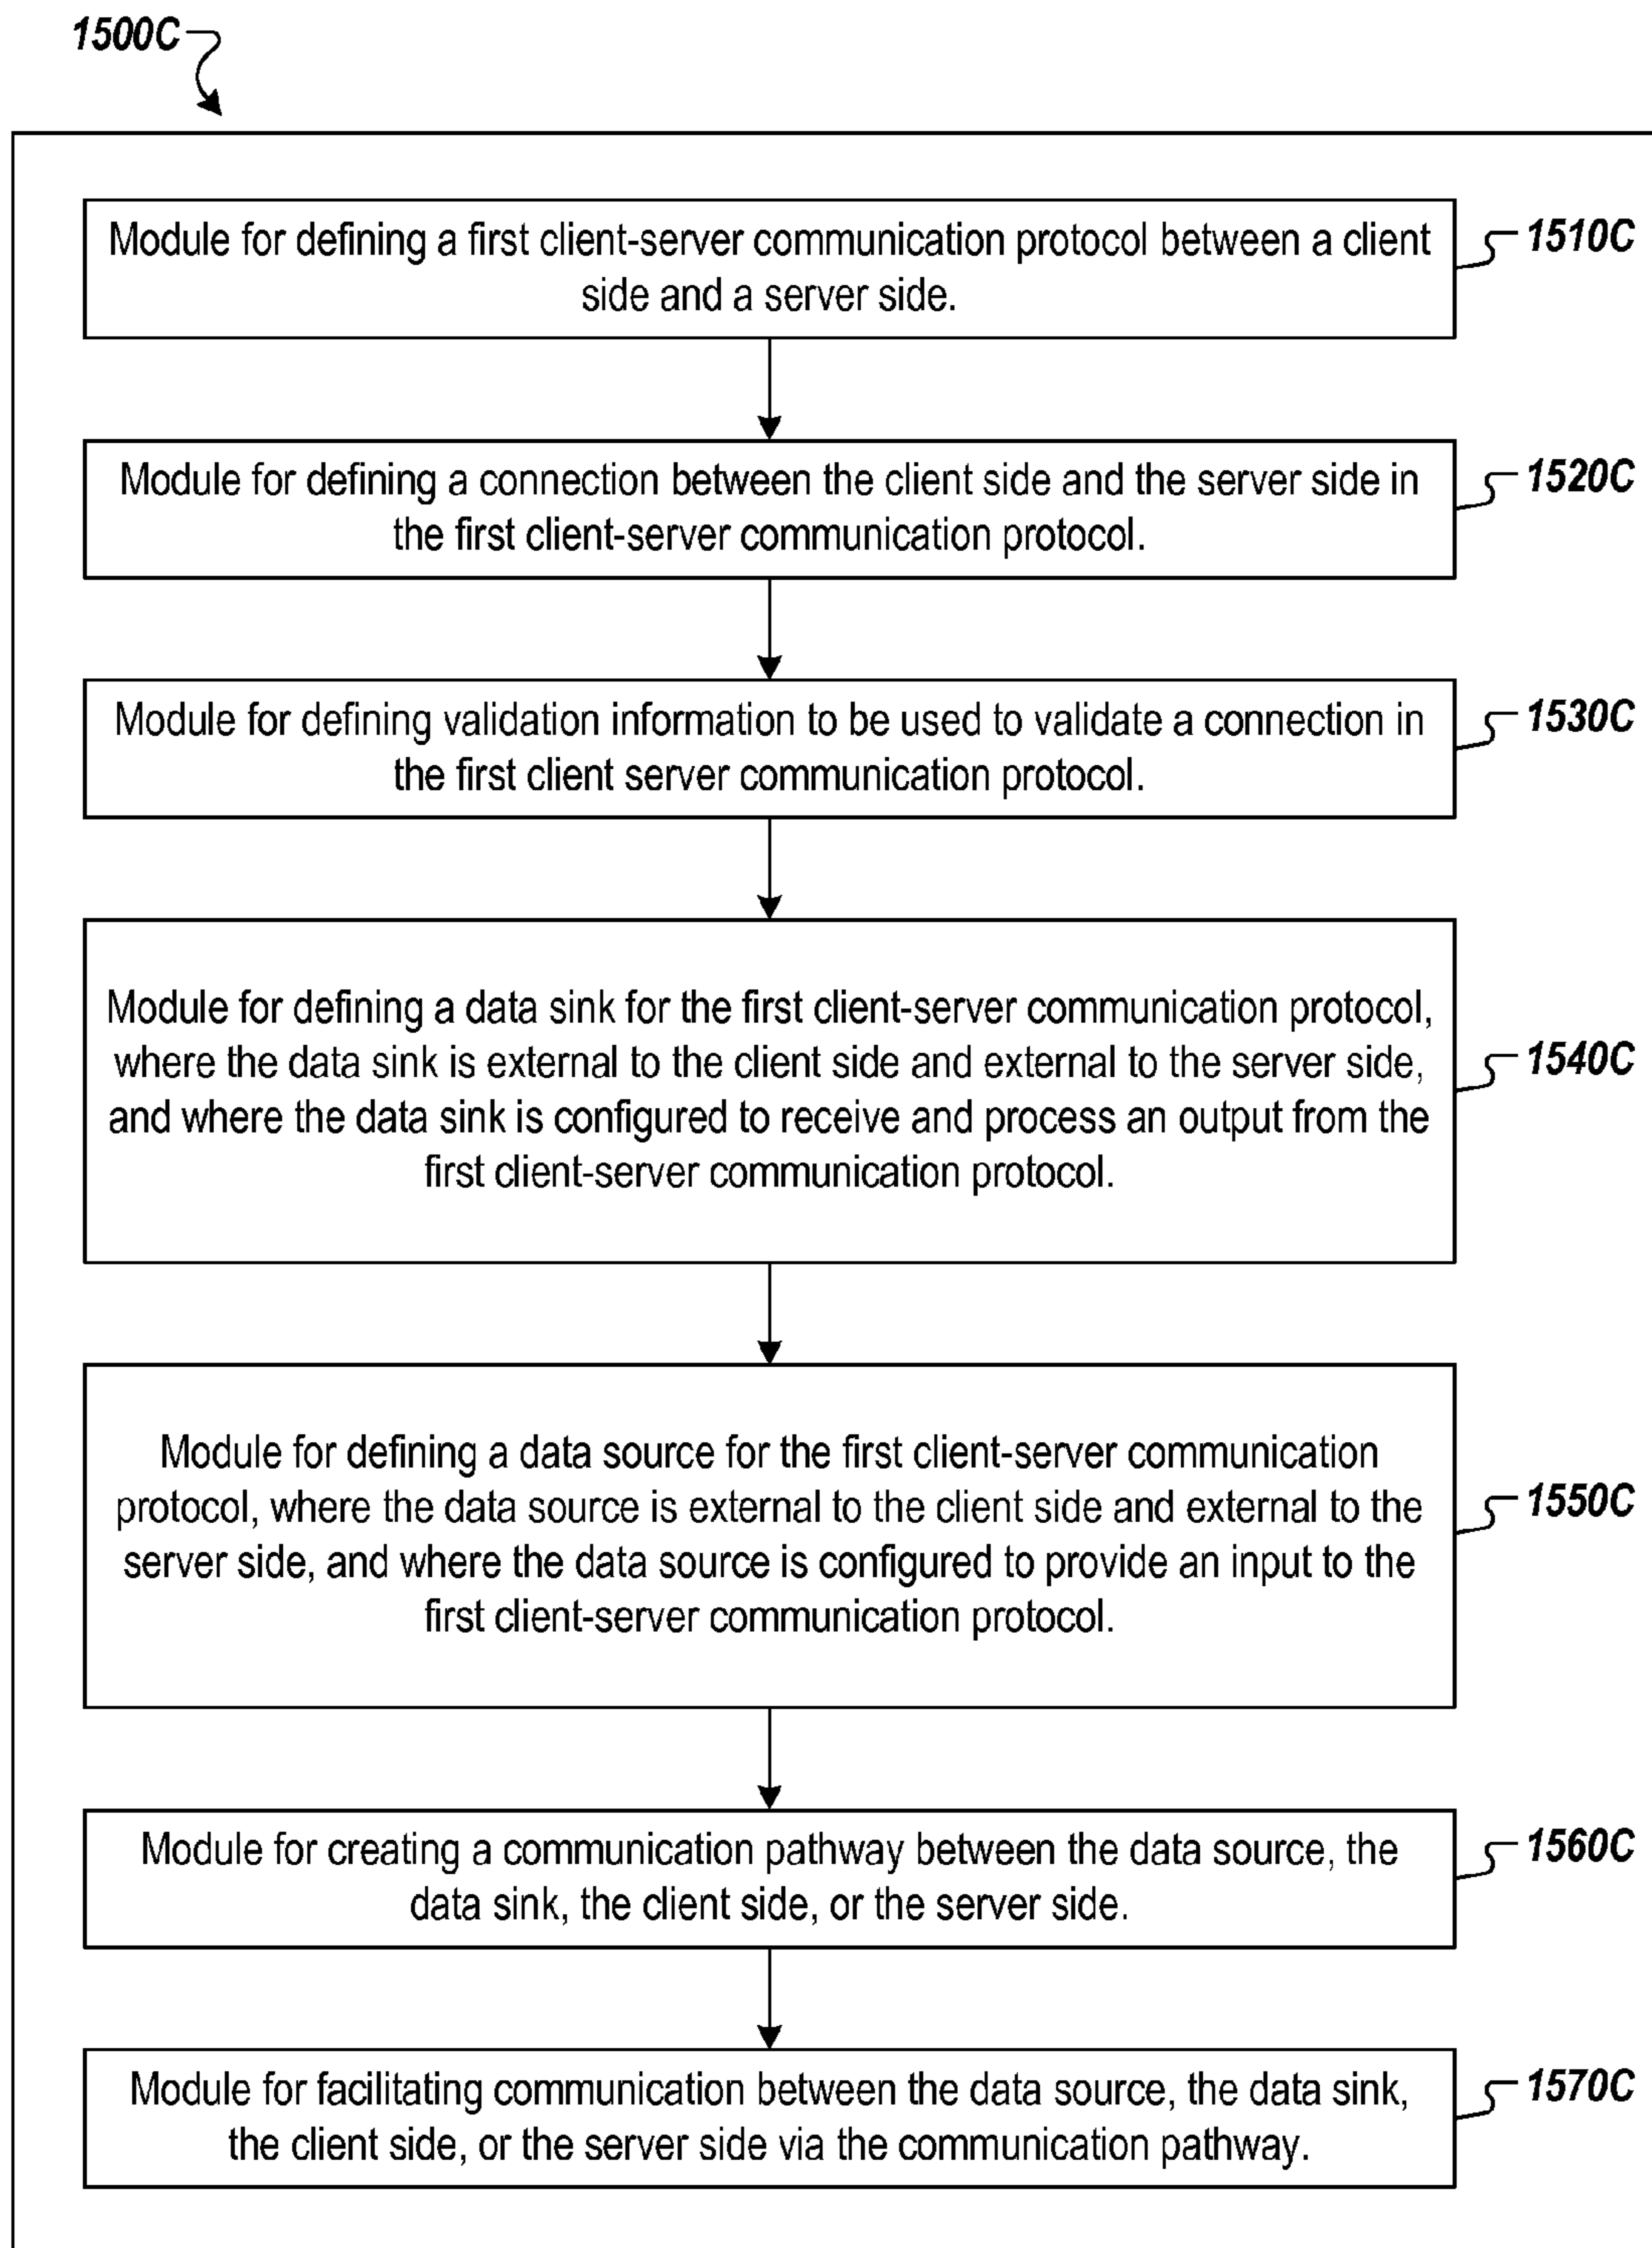 1500C
Module for defining a first client-server communication protocol between a client
side and a server side.
1510C
Module for defining a connection between the client side and the server side in
the first client-server communication protocol.
1520C
Module for defining validation information to be used to validate a connection in
the first client server communication protocol.
1530C
Module for defining a data sink for the first client-server communication protocol,
where the data sink is external to the client side and external to the server side,
and where the data sink is configured to receive and process an output from the
first client-server communication protocol.
1540C
Module for defining a data source for the first client-server communication
protocol, where the data source is external to the client side and external to the
server side, and where the data source is configured to provide an input to the
first client-server communication protocol.
1550C
Module for creating a communication pathway between the data source, the
data sink, the client side, or the server side.
1560C
Module for facilitating communication between the data source, the data sink,
the client side, or the server side via the communication pathway.
1570C